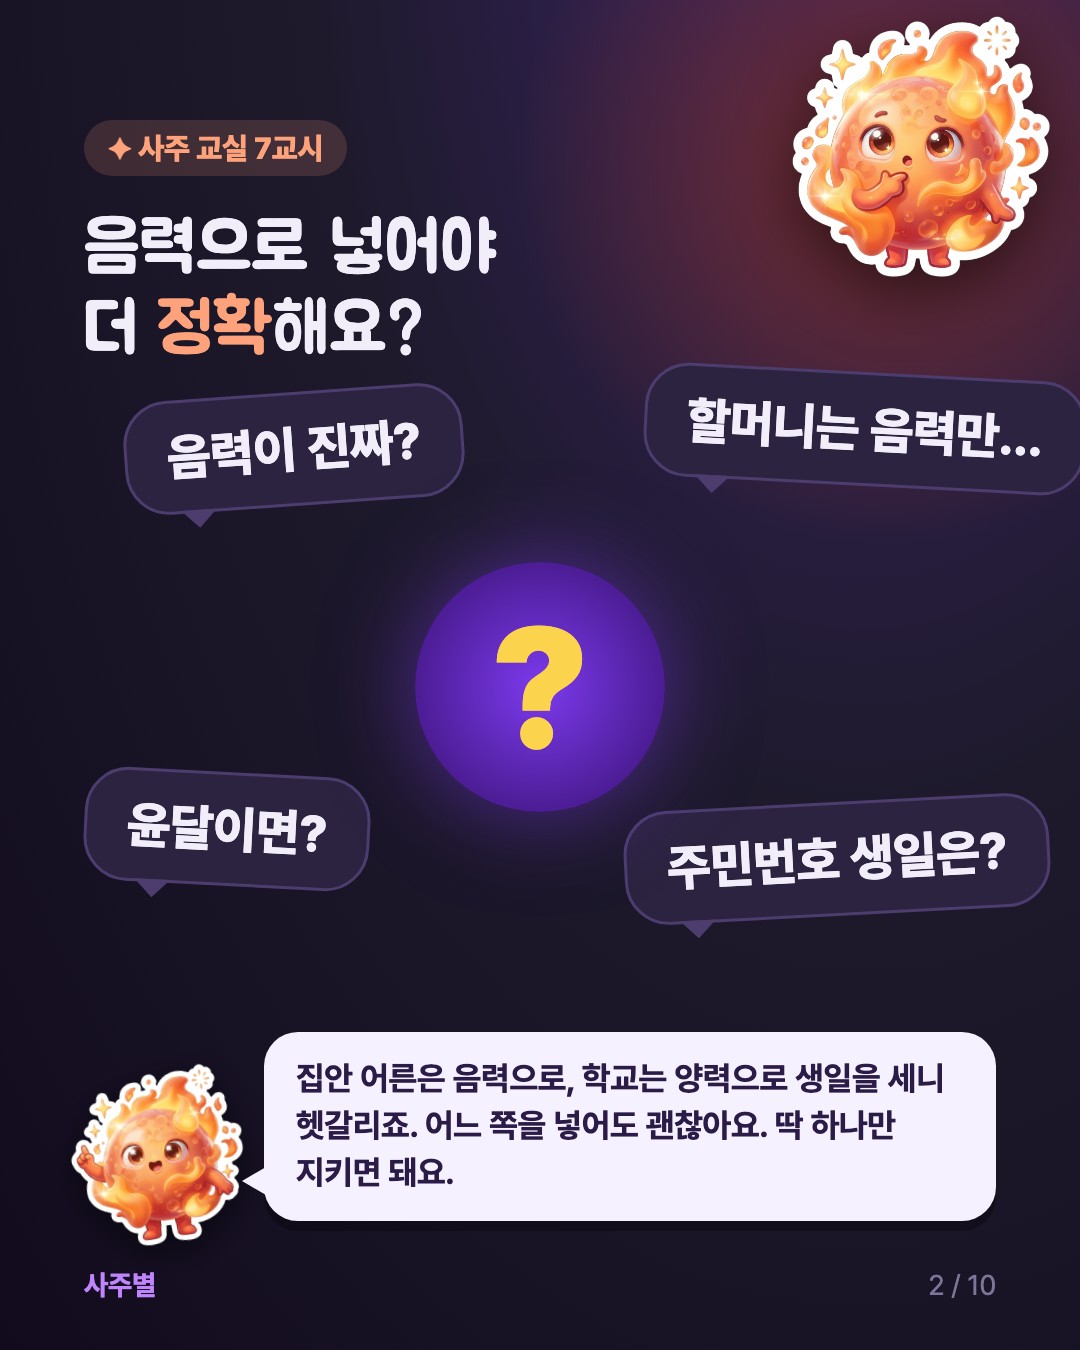 ✦ 사주 교실 7교시
음력으로 넣어야
더 정확해요?
음력이 진짜?
할머니는 음력만...
?
윤달이면?
주민번호 생일은?
집안 어른은 음력으로, 학교는 양력으로 생일을 세니
헷갈리죠. 어느 쪽을 넣어도 괜찮아요. 딱 하나만
지키면 돼요.
사주별
2 / 10